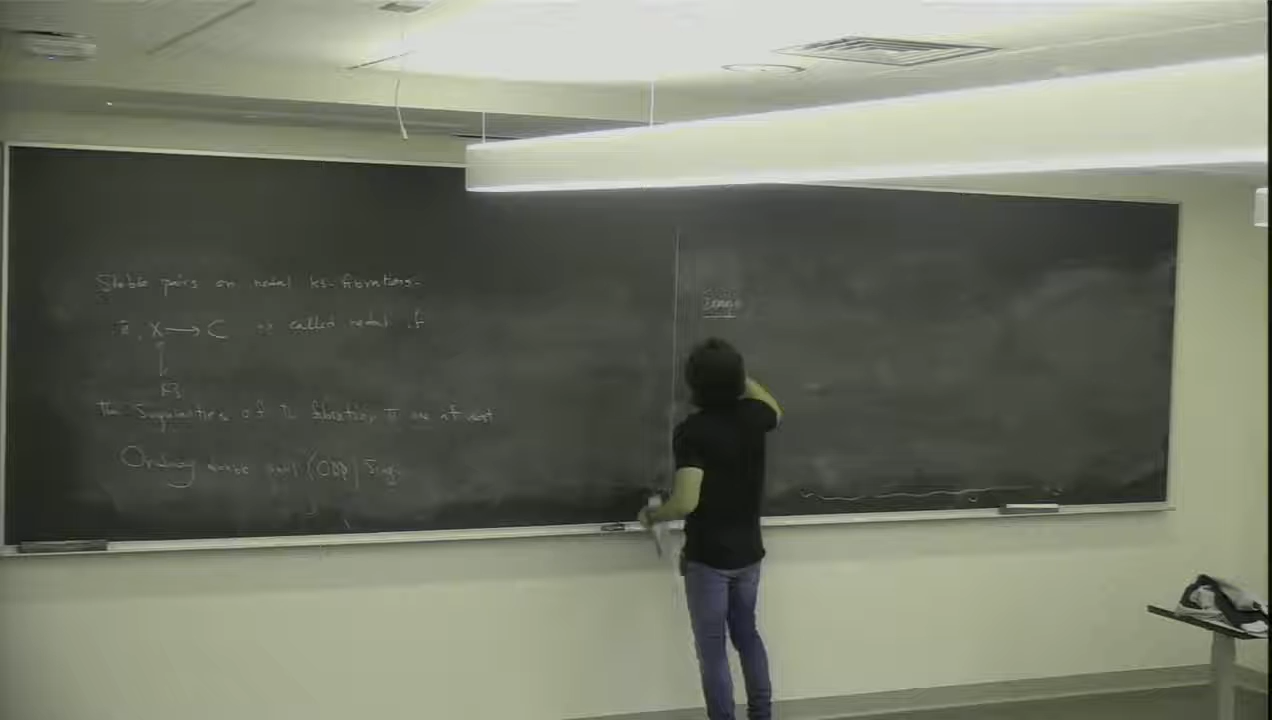 Stable pairs on nodal K3-fibrations.
π: X → C is called nodal if
↓
K3
The Singularities of the fibration π are at worst
Ordinary double point (ODP) Sing.